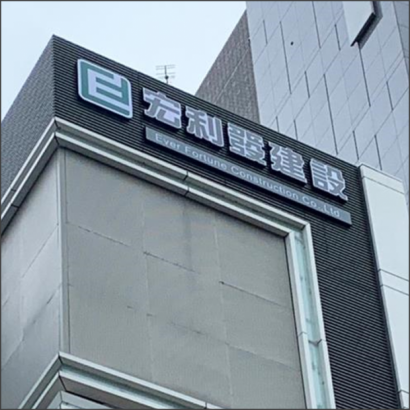 宏利發建設
Ever Fortune Construction Co., Ltd.